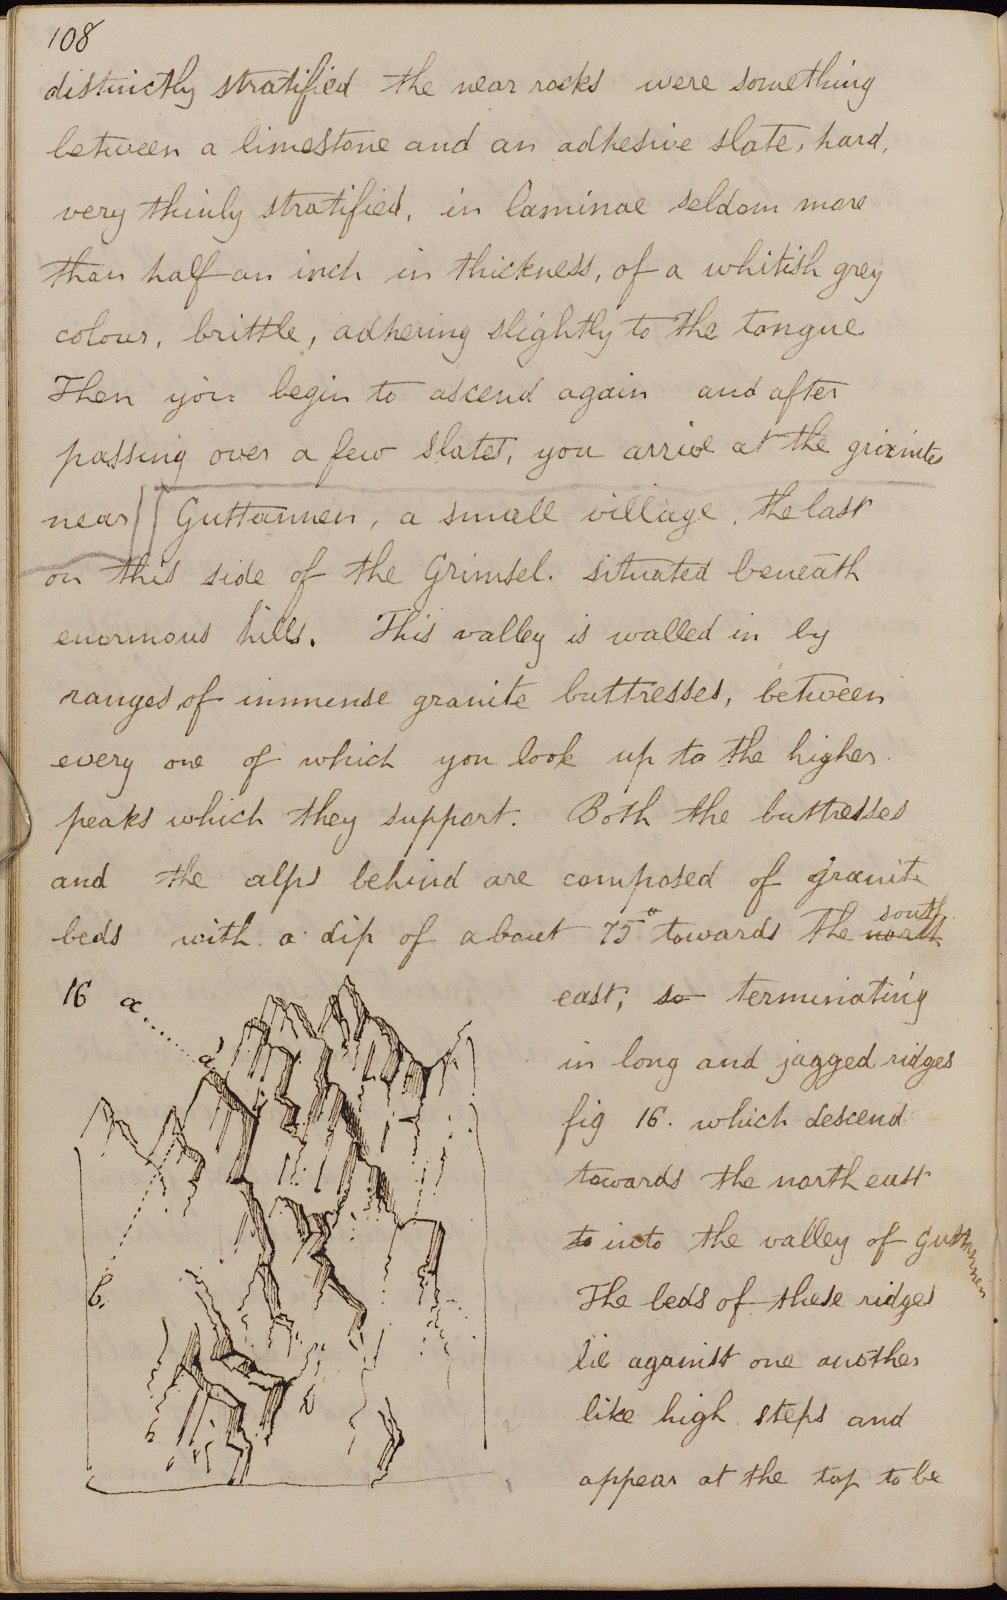 108
distinctly stratified the near rocks were something
between a limestone and an adhesive slate, hard,
very thinly stratified, in laminae seldom more
than half an inch in thickness, of a whitish grey
colour, brittle, adhering slightly to the tongue
Then you begin to ascend again and after
passing over a few slates, you arrive at the
near Guttannen, a small village, the last
on this side of the Grimsel. situated beneath
enormous hills. This valley is walled in by
ranges of immense granite buttresses, between
every one of which you look up to the higher
peaks which they support. Both the buttresses
and the alps behind are composed of granite
beds with a dip of about 75° towards the north south
16 a a'
east, so terminating
in long and jagged ridges
fig 16. which descend
towards the north east
to into the valley of Guttannen
b.
The beds of these ridges
lie against one another
like high steps and
appear at the top to be